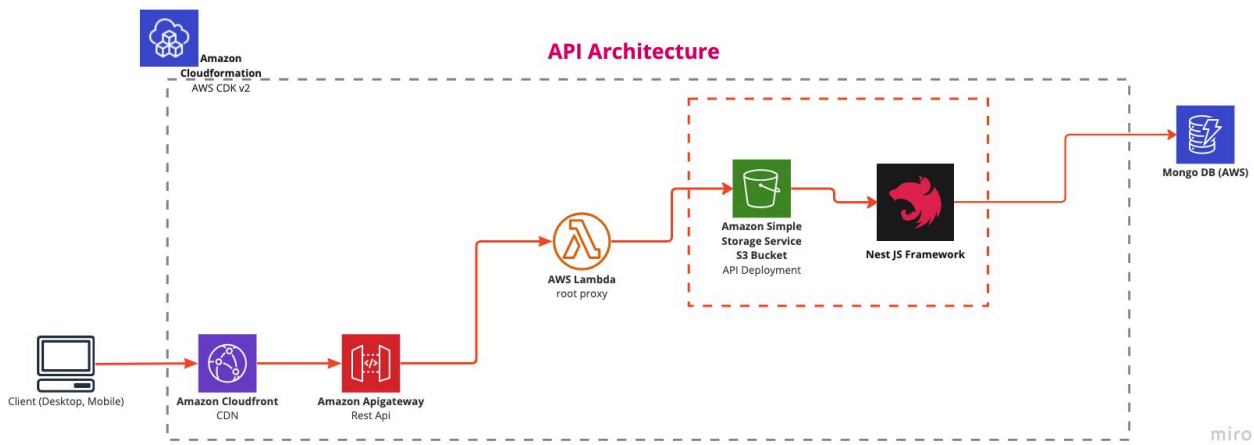 API Architecture
Amazon
Cloudformation
AWS CDK v2
Mongo DB (AWS)
Amazon Simple
Storage Service
S3 Bucket
API Deployment
Nest JS Framework
AWS Lambda
root proxy
Client (Desktop, Mobile)
Amazon Cloudfront
CDN
Amazon Apigateway
Rest Api
miro